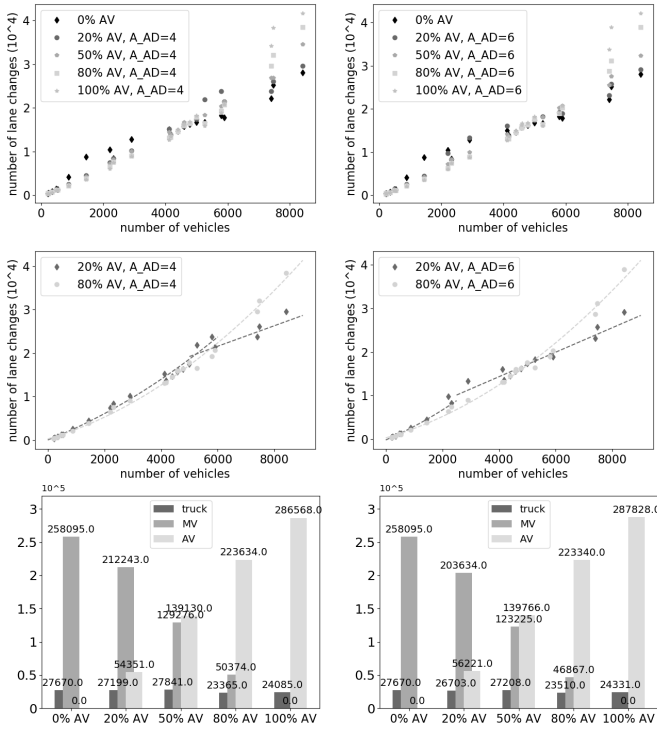 number of lane changes (10^4)
4
3
2
1
0
0% AV
20% AV, A_AD=4
50% AV, A_AD=4
80% AV, A_AD=4
100% AV, A_AD=4
0 2000 4000 6000 8000
number of vehicles
number of lane changes (10^4)
4
3
2
1
0
0% AV
20% AV, A_AD=6
50% AV, A_AD=6
80% AV, A_AD=6
100% AV, A_AD=6
0 2000 4000 6000 8000
number of vehicles
number of lane changes (10^4)
4
3
2
1
0
20% AV, A_AD=4
80% AV, A_AD=4
0 2000 4000 6000 8000
number of vehicles
number of lane changes (10^4)
4
3
2
1
0
20% AV, A_AD=6
80% AV, A_AD=6
0 2000 4000 6000 8000
number of vehicles
10^5
3
2.5
2
1.5
1
0.5
0
truck
MV
AV
258095.0
27670.0
0.0
212243.0
27199.0
54351.0
139130.0
129276.0
27841.0
223634.0
50374.0
23365.0
286568.0
24085.0
0.0
0% AV 20% AV 50% AV 80% AV 100% AV
10^5
3
2.5
2
1.5
1
0.5
0
truck
MV
AV
258095.0
27670.0
0.0
203634.0
26703.0
56221.0
139766.0
123225.0
27208.0
223340.0
46867.0
23510.0
287828.0
24331.0
0.0
0% AV 20% AV 50% AV 80% AV 100% AV